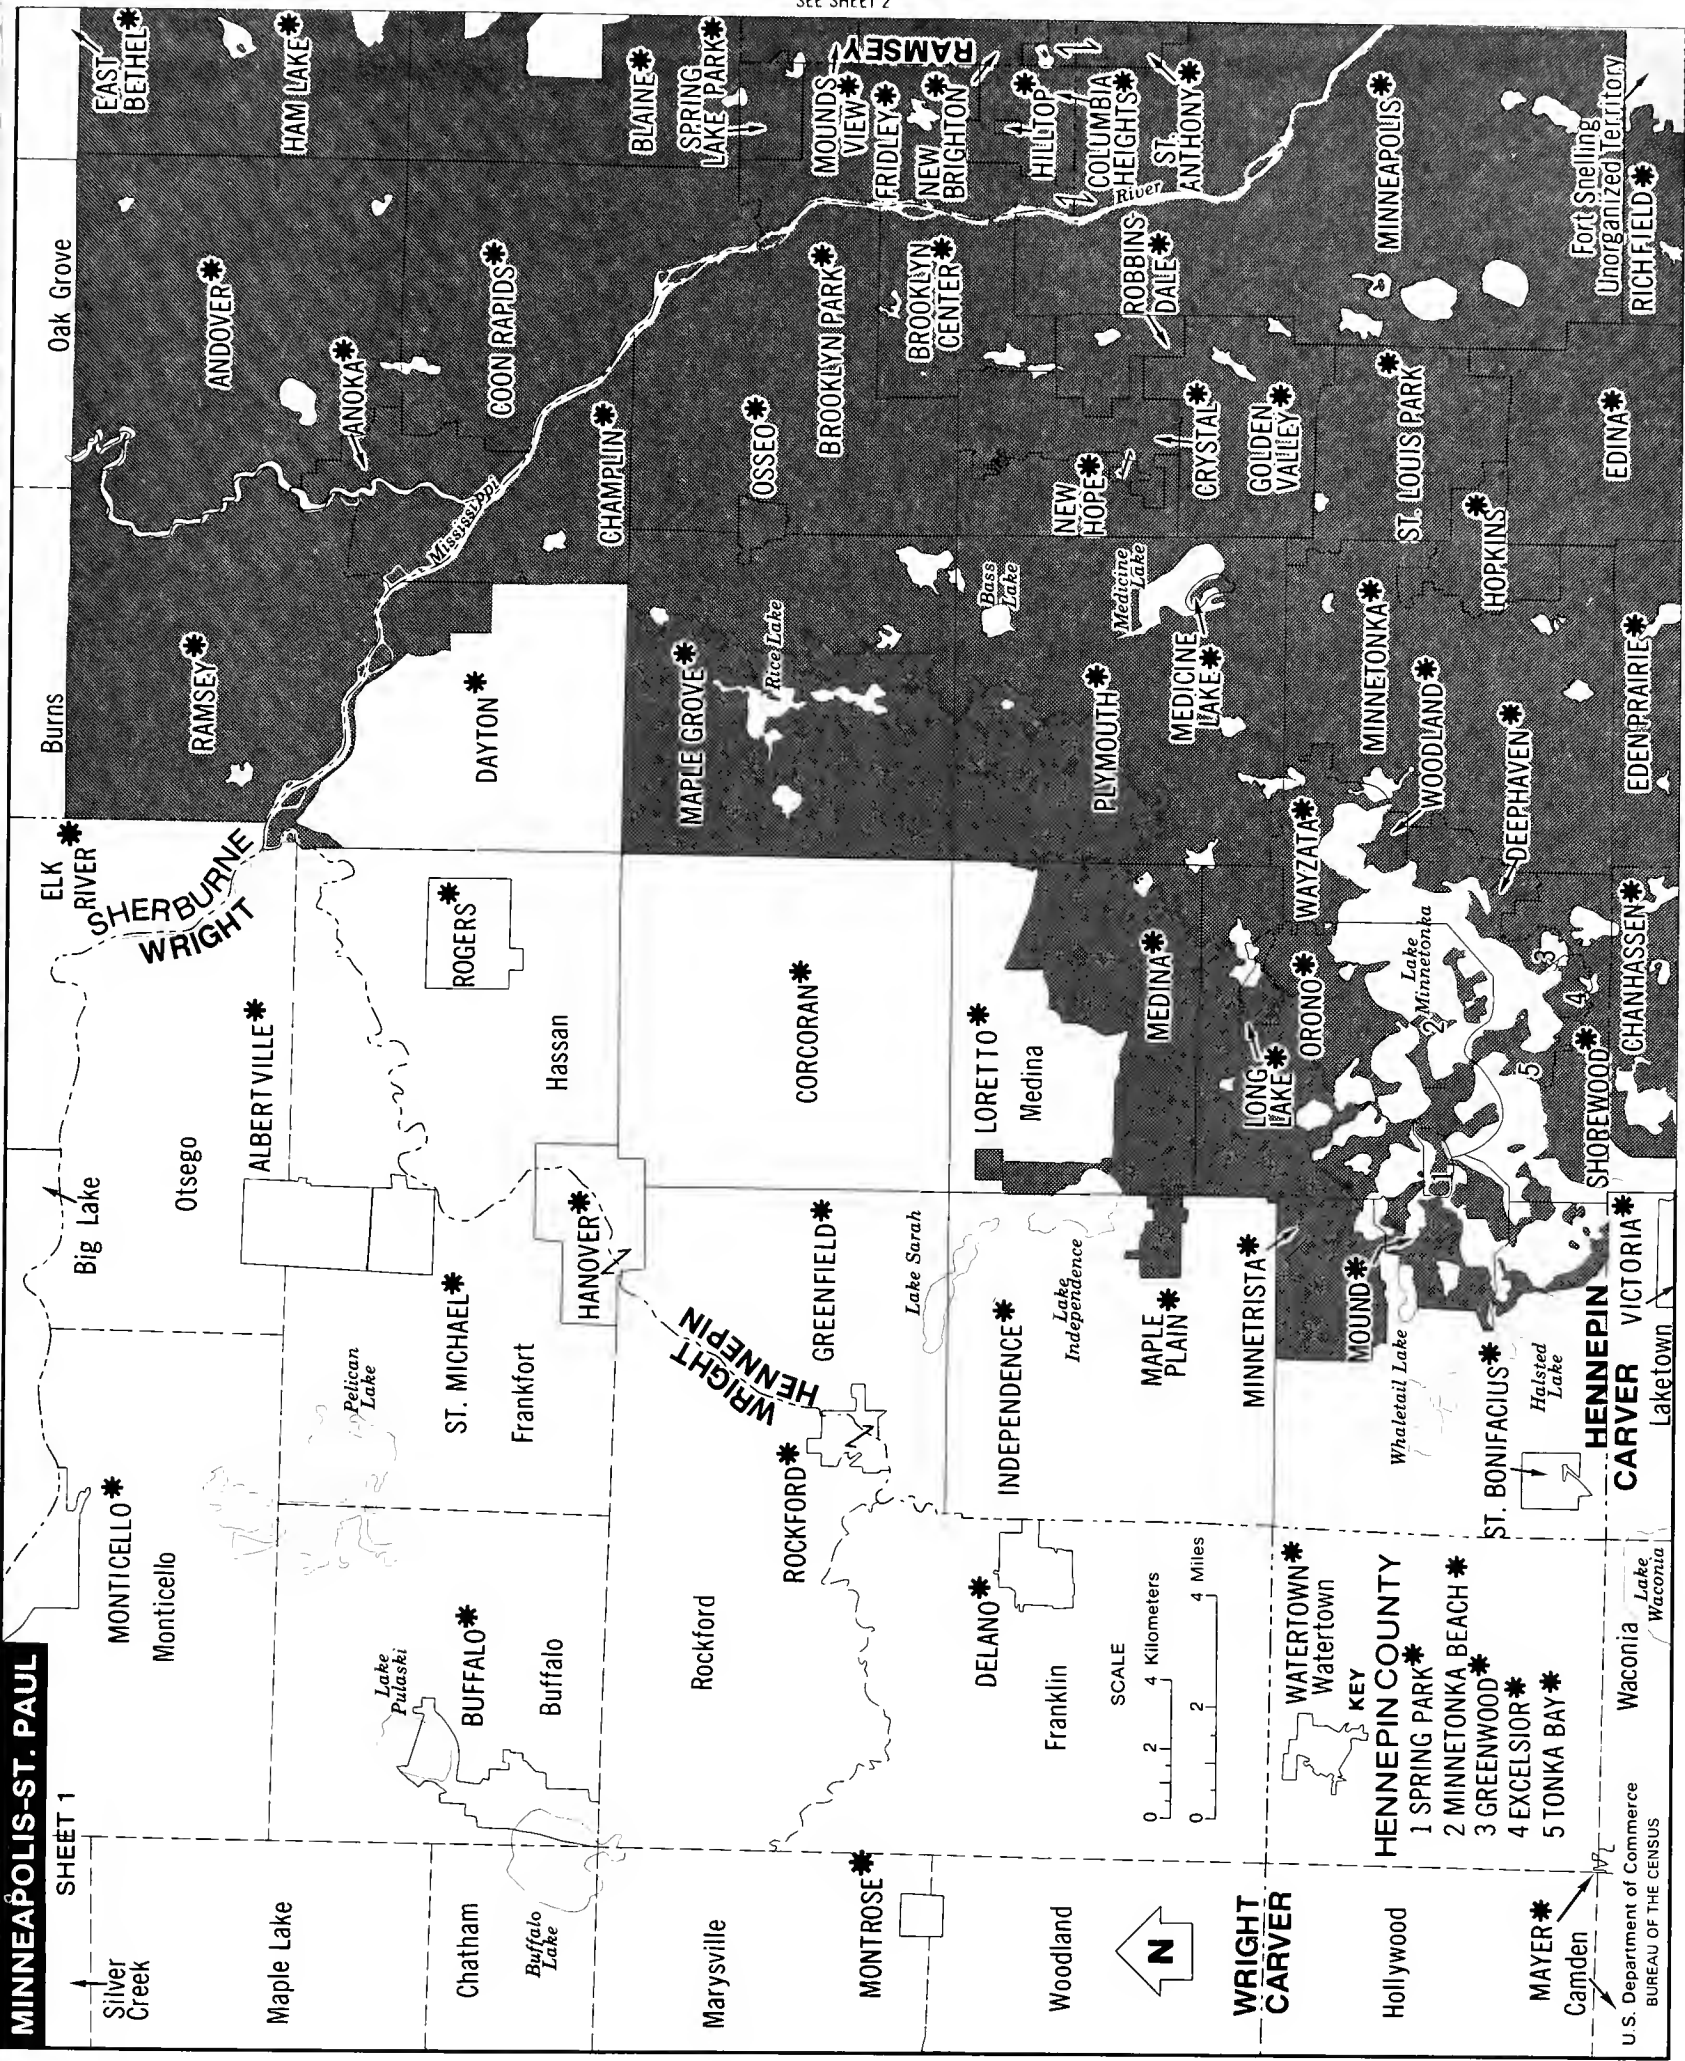 MINNEAPOLIS-ST. PAUL
SHEET 1
SEE SHEET 2
Silver
Creek
MONTICELLO*
Monticello
Big Lake
Otsego
ALBERTVILLE*
ELK
RIVER*
SHERBURNE
WRIGHT
Burns
Oak Grove
EAST
BETHEL*
HAM LAKE*
ANDOVER*
RAMSEY*
ANOKA*
Maple Lake
Lake
Pulaski
BUFFALO*
Buffalo
Pelican
Lake
ST. MICHAEL*
Frankfort
HANOVER*
ROGERS*
Hassan
DAYTON*
Mississippi
COON RAPIDS*
CHAMPLIN*
BLAINE*
SPRING
LAKE PARK*
Chatham
Buffalo
Lake
Marysville
Rockford
ROCKFORD*
WRIGHT
HENNEPIN
GREENFIELD*
CORCORAN*
MAPLE GROVE*
Rice Lake
OSSEO*
BROOKLYN PARK*
MOUNDS
VIEW*
RAMSEY
FRIDLEY*
NEW
BRIGHTON*
BROOKLYN
CENTER*
MONTROSE*
Woodland
N
DELANO*
Franklin
Lake Sarah
INDEPENDENCE*
Lake
Independence
LORETTO*
Medina
Bass
Lake
HILLTOP*
COLUMBIA
HEIGHTS*
ST.
ANTHONY*
River
ROBBINS-
DALE*
NEW
HOPE*
Medicine
Lake
PLYMOUTH*
MEDICINE
LAKE*
CRYSTAL*
GOLDEN
VALLEY*
MAPLE
PLAIN*
MEDINA*
SCALE
0 2 4 Kilometers
0 2 4 Miles
WRIGHT
CARVER
Hollywood
WATERTOWN*
Watertown
KEY
HENNEPIN COUNTY
1 SPRING PARK*
2 MINNETONKA BEACH*
3 GREENWOOD*
4 EXCELSIOR*
5 TONKA BAY*
MINNETRISTA*
MOUND*
LONG
LAKE*
ORONO*
WAYZATA*
Lake
Minnetonka
1
2
3
4
5
MINNETONKA*
WOODLAND*
DEEPHAVEN*
ST. LOUIS PARK*
HOPKINS*
MINNEAPOLIS*
Whaletail Lake
ST. BONIFACIUS*
Halsted
Lake
HENNEPIN
CARVER
VICTORIA*
Laketown
SHOREWOOD*
CHANHASSEN*
EDEN PRAIRIE*
EDINA*
Fort Snelling
Unorganized Territory
RICHFIELD*
MAYER*
Camden
Waconia
Lake
Waconia
U.S. Department of Commerce
BUREAU OF THE CENSUS